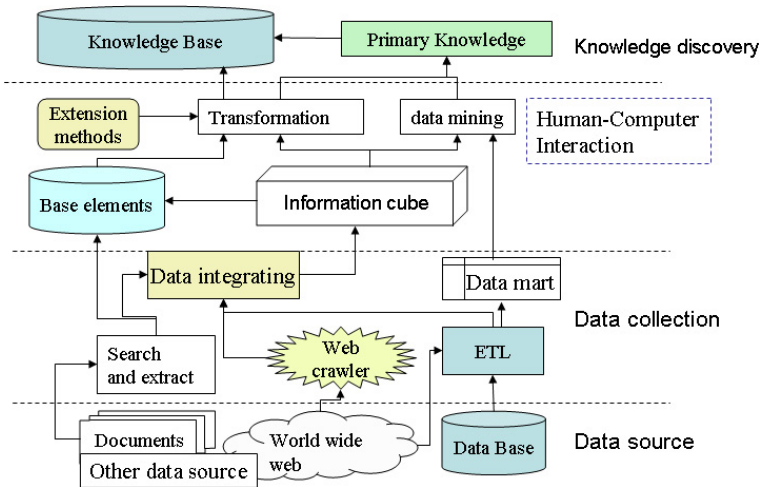 Knowledge Base
Primary Knowledge
Knowledge discovery
Extension
methods
Transformation
data mining
Human-Computer
Interaction
Base elements
Information cube
Data integrating
Data mart
Data collection
Search
and extract
Web
crawler
ETL
Documents
Other data source
World wide
web
Data Base
Data source